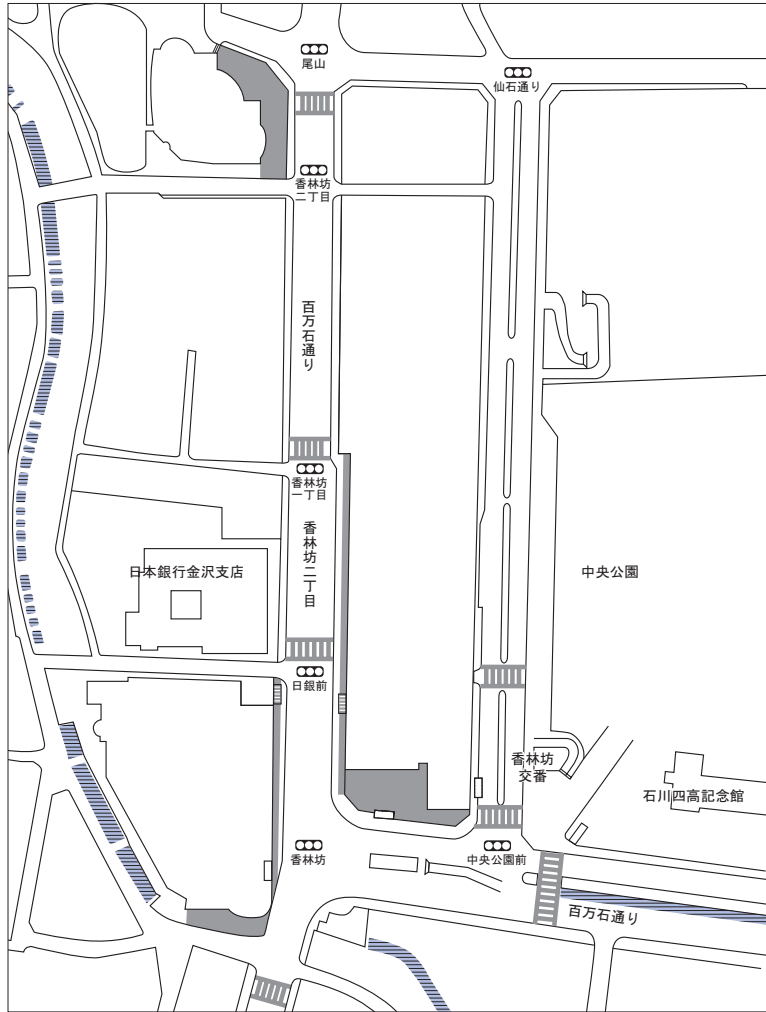 尾山
仙石通り
香林坊
二丁目
百万石通り
香林坊
一丁目
香林坊二丁目
日本銀行金沢支店
中央公園
日銀前
香林坊
交番
石川四高記念館
香林坊
中央公園前
百万石通り